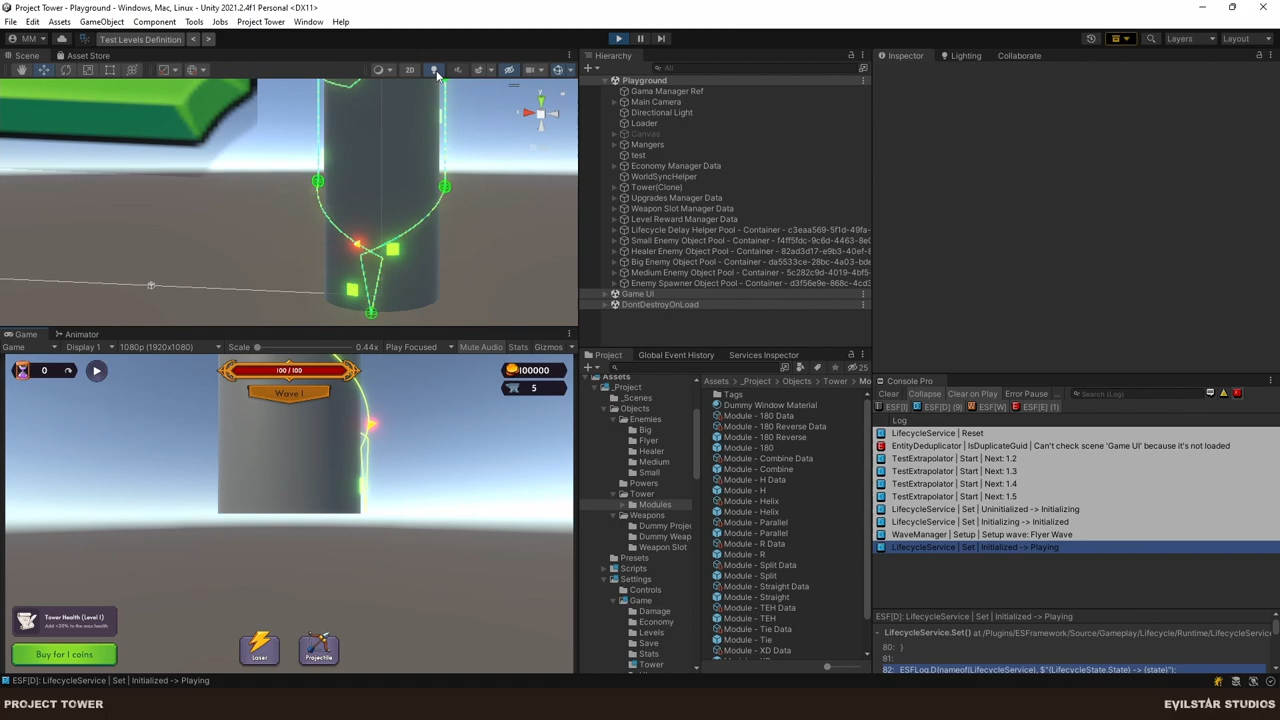 Project Tower - Playground - Windows, Mac, Linux - Unity 2021.2.4f1 Personal <DX11>
File Edit Assets GameObject Component Tools Jobs Project Tower Window Help
MM Test Levels Definition < > Layers Layout
Scene Asset Store
2D
Game Animator
Game Display 1 1080p (1920x1080) Scale 0.44x Play Focused Mute Audio Stats Gizmos
0 100 / 100 100000
Wave 1 5
Tower Health (Level 1)
Buy for 1 coins
Laser Projectile
Hierarchy
All
Playground
Gama Manager Ref
Main Camera
Directional Light
Loader
Canvas
Mangers
test
Economy Manager Data
WorldSyncHelper
Tower(Clone)
Upgrades Manager Data
Weapon Slot Manager Data
Level Reward Manager Data
Lifecycle Delay Helper Pool - Container - c3eaa569-5f1d-49fa-
Small Enemy Object Pool - Container - f4ff5fdc-9c6d-4463-8e0
Healer Enemy Object Pool - Container - 82ad3d17-e9b3-40f0-
Big Enemy Object Pool - Container - da5533ce-28bc-4a03-bde
Medium Enemy Object Pool - Container - 5c282c9d-4019-4bf5-
Enemy Spawner Object Pool - Container - d3f56e9e-868c-4cd3
Game UI
DontDestroyOnLoad
Project Global Event History Services Inspector
25
Assets
_Project
_Scenes
Objects
Enemies
Big
Flyer
Healer
Medium
Small
Powers
Tower
Modules
Weapons
Dummy Projec
Dummy Weap
Weapon Slot
Presets
Scripts
Settings
Controls
Game
Damage
Economy
Levels
Save
Stats
Tower
Assets > _Project > Objects > Tower > Mo
Tags
Dummy Window Material
Module - 180 Data
Module - 180 Reverse Data
Module - 180 Reverse
Module - 180
Module - Combine Data
Module - Combine
Module - H Data
Module - H
Module - Helix
Module - Helix
Module - Parallel
Module - Parallel
Module - R Data
Module - R
Module - Split Data
Module - Split
Module - Straight Data
Module - Straight
Module - TEH Data
Module - TEH
Module - Tie Data
Module - Tie
Module - XD Data
Inspector Lighting Collaborate
Console Pro
Clear Collapse Clear on Play Error Pause Search (Log)
ESF[I] ESF[D] (9) ESF[W] ESF[E] (1)
Log
LifecycleService | Reset
EntityDeduplicator | IsDuplicateGuid | Can't check scene 'Game UI' because it's not loaded
TestExtrapolator | Start | Next: 1.2
TestExtrapolator | Start | Next: 1.3
TestExtrapolator | Start | Next: 1.4
TestExtrapolator | Start | Next: 1.5
LifecycleService | Set | Uninitialized -> Initializing
LifecycleService | Set | Initializing -> Initialized
WaveManager | Setup | Setup wave: Flyer Wave
LifecycleService | Set | Initialized -> Playing
ESF[D]: LifecycleService | Set | Initialized -> Playing
LifecycleService.Set() at /Plugins/ESFramework/Source/Gameplay/Lifecycle/Runtime/LifecycleService
80: }
81:
82: ESFLog.D(nameof(LifecycleService), $"{LifecycleState.State} -> {state}");
ESF[D]: LifecycleService | Set | Initialized -> Playing
PROJECT TOWER EVILSTAR STUDIOS